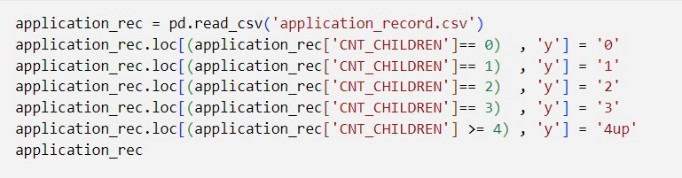 application_rec = pd.read_csv('application_record.csv')
application_rec.loc[(application_rec['CNT_CHILDREN']== 0)  , 'y'] = '0'
application_rec.loc[(application_rec['CNT_CHILDREN']== 1)  , 'y'] = '1'
application_rec.loc[(application_rec['CNT_CHILDREN']== 2)  , 'y'] = '2'
application_rec.loc[(application_rec['CNT_CHILDREN']== 3)  , 'y'] = '3'
application_rec.loc[(application_rec['CNT_CHILDREN'] >= 4) , 'y'] = '4up'
application_rec